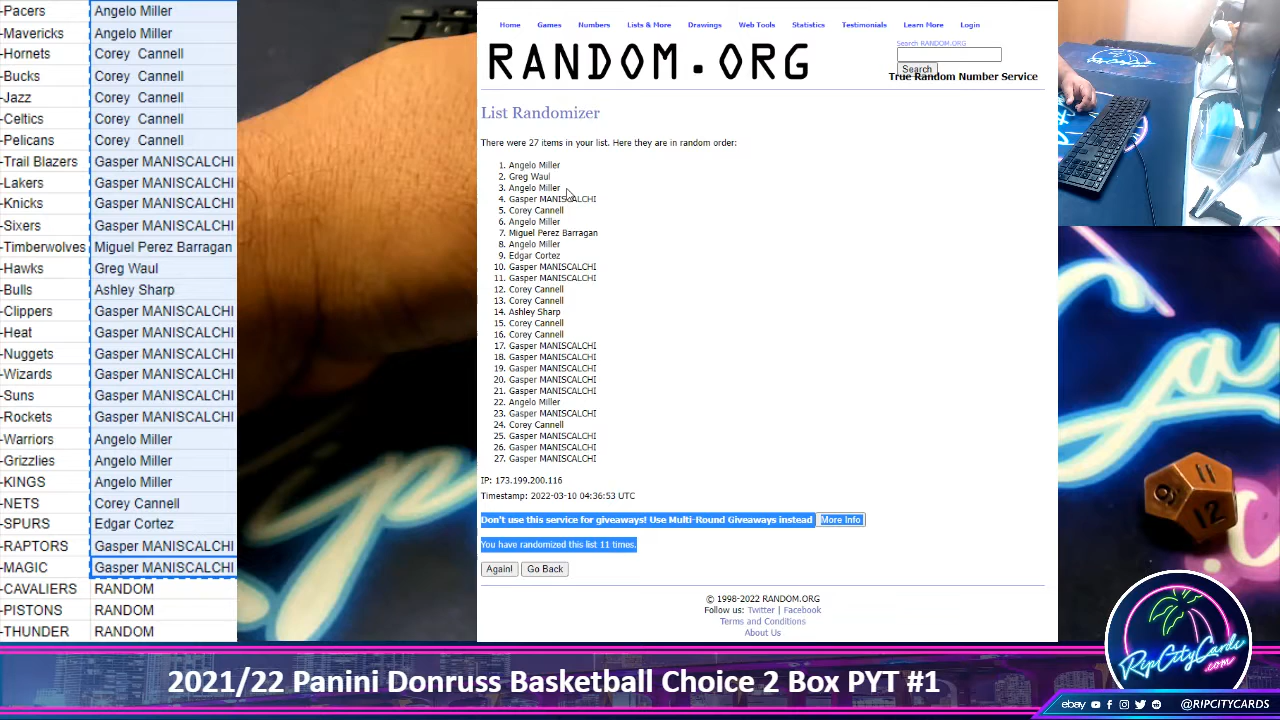 -Pacers Angelo Miller
-Mavericks Angelo Miller
-Hornets Corey Cannell
-Bucks Corey Cannell
-Jazz Corey Cannell
-Celtics Corey Cannell
-Pelicans Corey Cannell
-Trail Blazers Gasper MANISCALCHI
-Lakers Gasper MANISCALCHI
-Knicks Gasper MANISCALCHI
-Sixers Gasper MANISCALCHI
-Timberwolves Miguel Perez Barragan
-Hawks Greg Waul
-Bulls Ashley Sharp
-Clippers Gasper MANISCALCHI
-Heat Gasper MANISCALCHI
-Nuggets Gasper MANISCALCHI
-Wizards Gasper MANISCALCHI
-Suns Gasper MANISCALCHI
-Rockets Gasper MANISCALCHI
-Warriors Angelo Miller
-Grizzlies Angelo Miller
-KINGS Angelo Miller
-NETS Corey Cannell
-SPURS Edgar Cortez
-RAPTORS Gasper MANISCALCHI
-MAGIC Gasper MANISCALCHI
-CAVALIERS RANDOM
-PISTONS RANDOM
-THUNDER RANDOM
Home Games Numbers Lists & More Drawings Web Tools Statistics Testimonials Learn More Login
RANDOM.ORG
Search RANDOM.ORG
Search
True Random Number Service
List Randomizer
There were 27 items in your list. Here they are in random order:
1. Angelo Miller
2. Greg Waul
3. Angelo Miller
4. Gasper MANISCALCHI
5. Corey Cannell
6. Angelo Miller
7. Miguel Perez Barragan
8. Angelo Miller
9. Edgar Cortez
10. Gasper MANISCALCHI
11. Gasper MANISCALCHI
12. Corey Cannell
13. Corey Cannell
14. Ashley Sharp
15. Corey Cannell
16. Corey Cannell
17. Gasper MANISCALCHI
18. Gasper MANISCALCHI
19. Gasper MANISCALCHI
20. Gasper MANISCALCHI
21. Gasper MANISCALCHI
22. Angelo Miller
23. Gasper MANISCALCHI
24. Corey Cannell
25. Gasper MANISCALCHI
26. Gasper MANISCALCHI
27. Gasper MANISCALCHI
IP: 173.199.200.116
Timestamp: 2022-03-10 04:36:53 UTC
Don't use this service for giveaways! Use Multi-Round Giveaways instead More Info
You have randomized this list 11 times.
Again! Go Back
© 1998-2022 RANDOM.ORG
Follow us: Twitter | Facebook
Terms and Conditions
About Us
9 11 12
2021/22 Panini Donruss Basketball Choice 2 Box PYT #1
RipCityCards
.com
ebay @RIPCITYCARDS